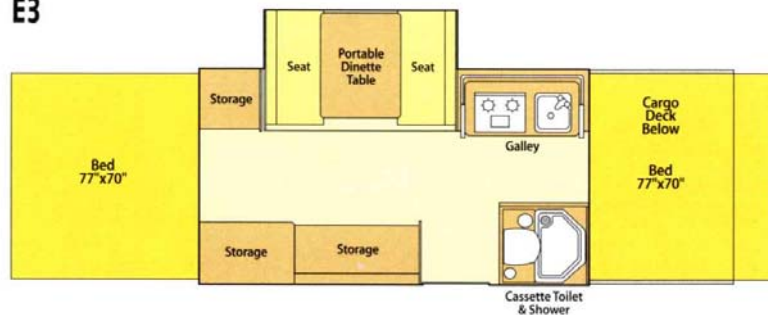 E3
Seat
Portable
Dinette
Table
Seat
Storage
Cargo
Deck
Below
Galley
Bed
77"x70"
Bed
77"x70"
Storage
Storage
Cassette Toilet
& Shower